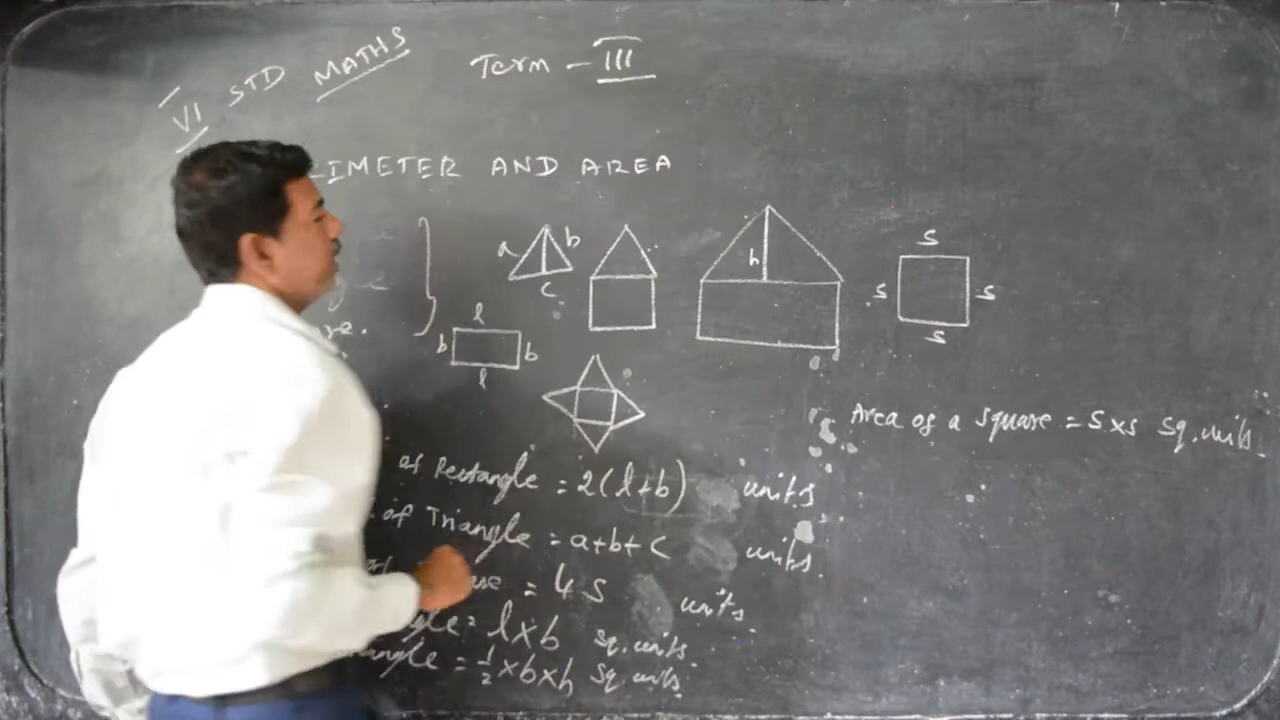 VI STD MATHS Term - III
IMETER AND AREA
a b c
h
s s s s
l b b l
Area of a square = s×s sq.units.
of Rectangle = 2(l+b) units
of Triangle = a+b+c units.
= 4s units.
= l×b sq.units.
= 1/2 ×b×h sq units.